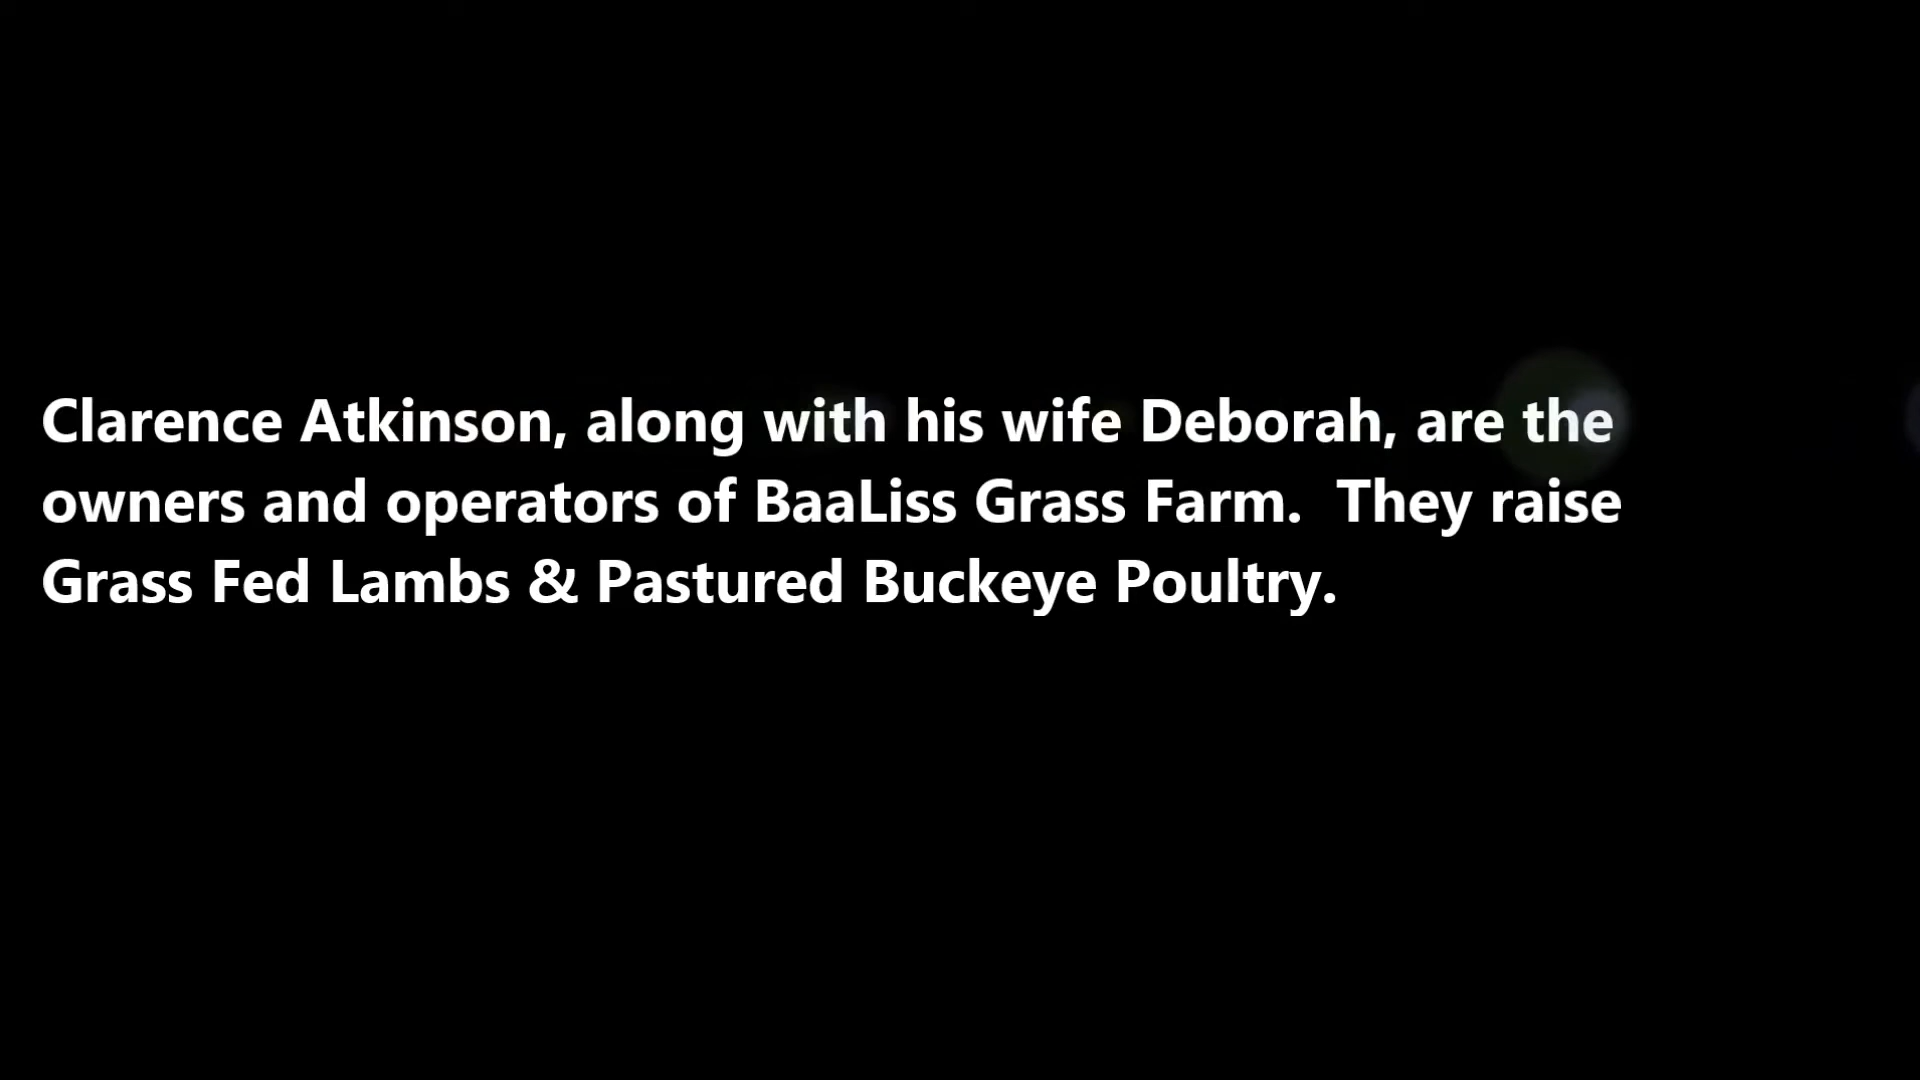 Clarence Atkinson, along with his wife Deborah, are the
owners and operators of BaaLiss Grass Farm.  They raise
Grass Fed Lambs & Pastured Buckeye Poultry.